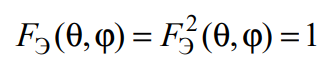 F_Э(θ,φ) = F_Э^2(θ,φ) = 1